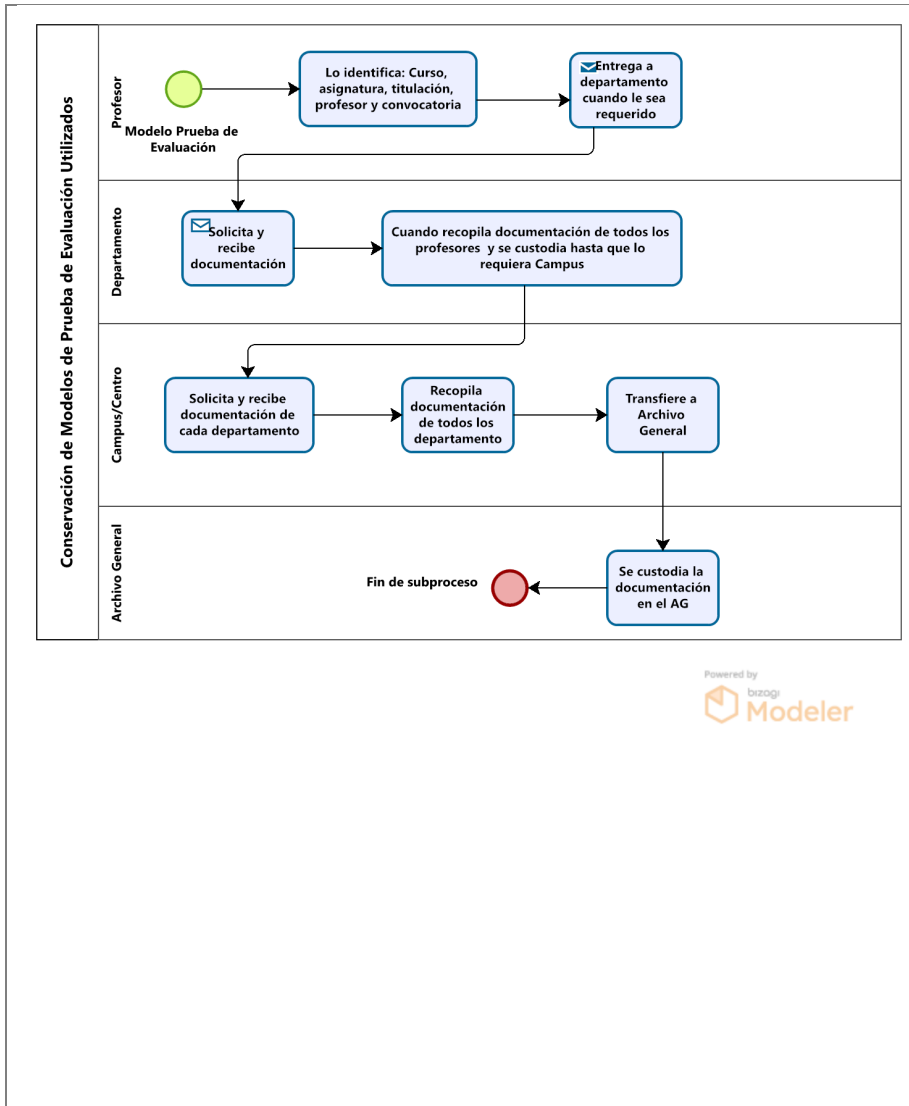 Conservación de Modelos de Prueba de Evaluación Utilizados
Profesor
Modelo Prueba de
Evaluación
Lo identifica: Curso,
asignatura, titulación,
profesor y convocatoria
Entrega a
departamento
cuando le sea
requerido
Departamento
Solicita y
recibe
documentación
Cuando recopila documentación de todos los
profesores y se custodia hasta que lo
requiera Campus
Campus/Centro
Solicita y recibe
documentación de
cada departamento
Recopila
documentación
de todos los
departamento
Transfiere a
Archivo
General
Archivo General
Fin de subproceso
Se custodia la
documentación
en el AG
Powered by
bizagi
Modeler